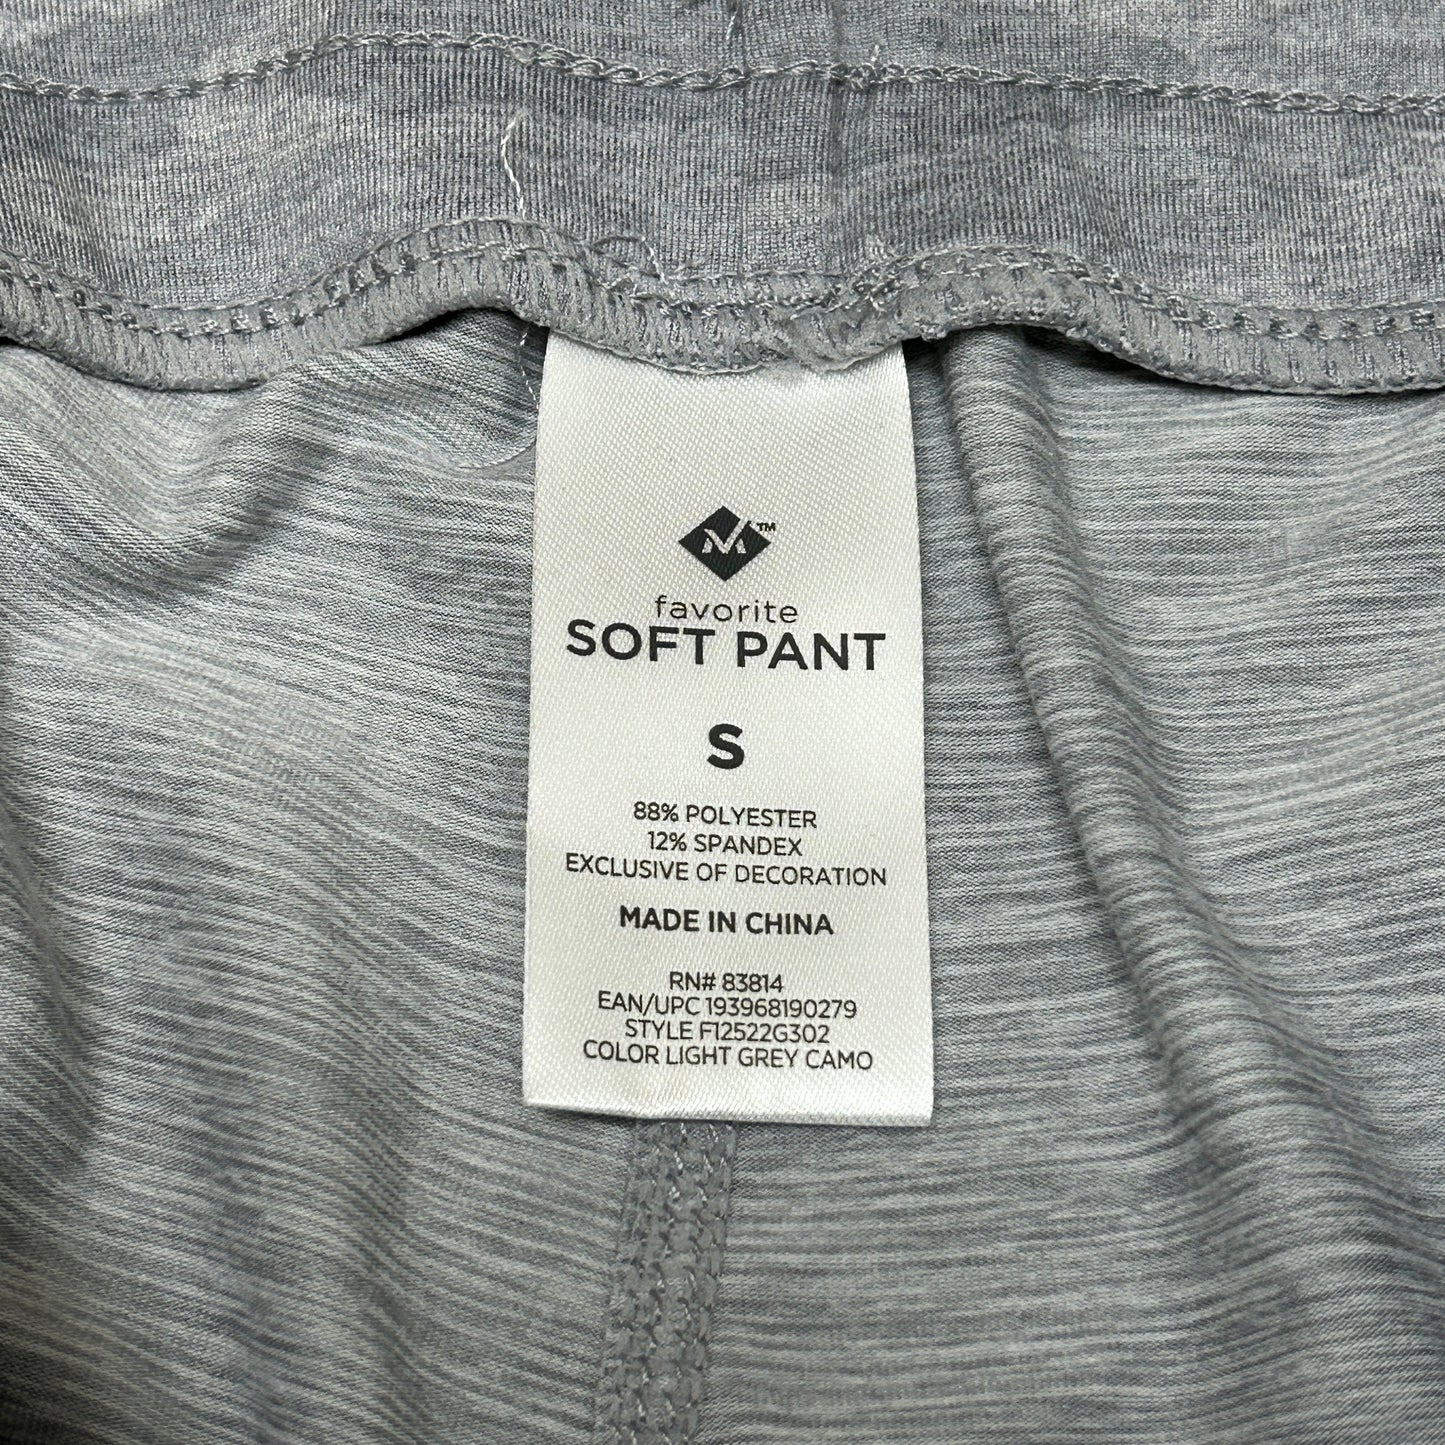 M™
favorite
SOFT PANT
S
88% POLYESTER
12% SPANDEX
EXCLUSIVE OF DECORATION
MADE IN CHINA
RN# 83814
EAN/UPC 193968190279
STYLE F12522G302
COLOR LIGHT GREY CAMO